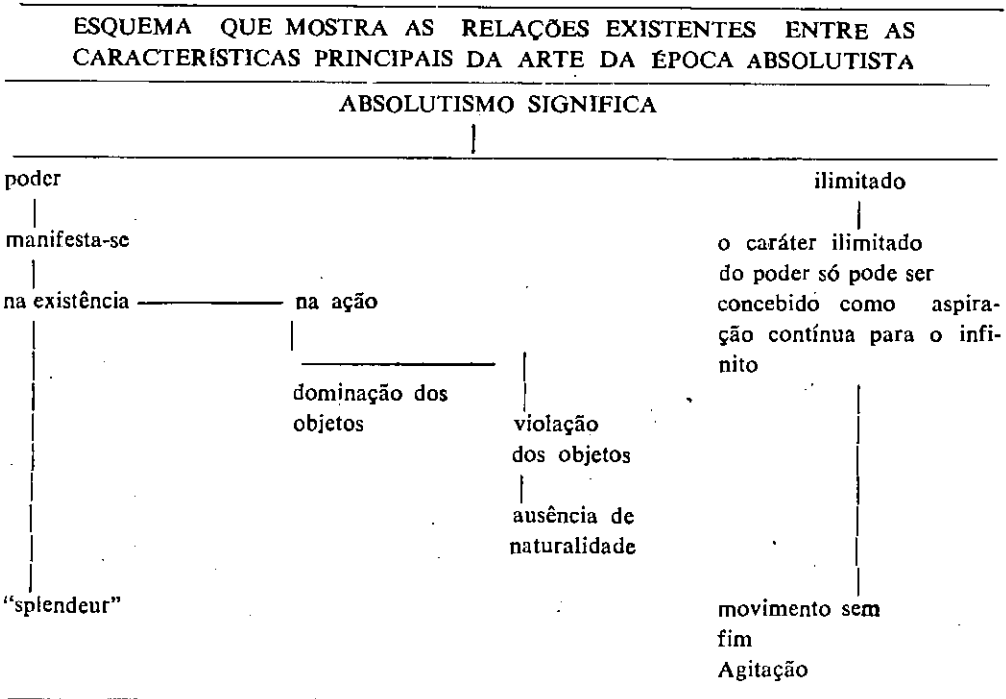 ESQUEMA QUE MOSTRA AS RELAÇÕES EXISTENTES ENTRE AS
CARACTERÍSTICAS PRINCIPAIS DA ARTE DA ÉPOCA ABSOLUTISTA
ABSOLUTISMO SIGNIFICA
poder
manifesta-se
na existência
na ação
dominação dos
objetos
violação
dos objetos
ausência de
naturalidade
"splendeur"
ilimitado
o caráter ilimitado
do poder só pode ser
concebido como aspira-
ção contínua para o infi-
nito
movimento sem
fim
Agitação